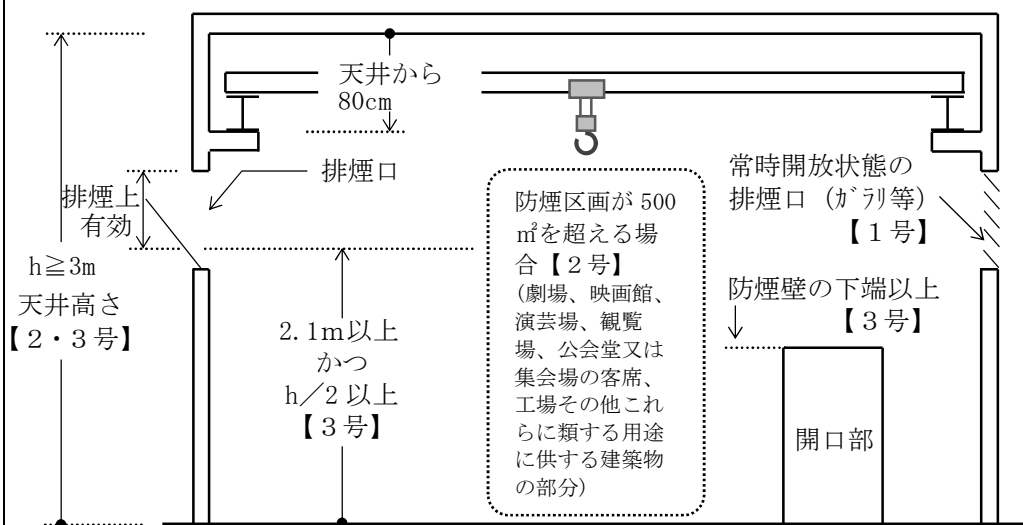 天井から
80cm
排煙口
排煙上
有効
h≧3m
天井高さ
【2・3号】
2.1m以上
かつ
h/2以上
【3号】
防煙区画が 500
㎡を超える場
合【2号】
(劇場、映画館、
演芸場、観覧
場、公会堂又は
集会場の客席、
工場その他これ
らに類する用途
に供する建築物
の部分)
常時開放状態の
排煙口（ｶﾞﾗﾘ等）
【1号】
防煙壁の下端以上
【3号】
開口部